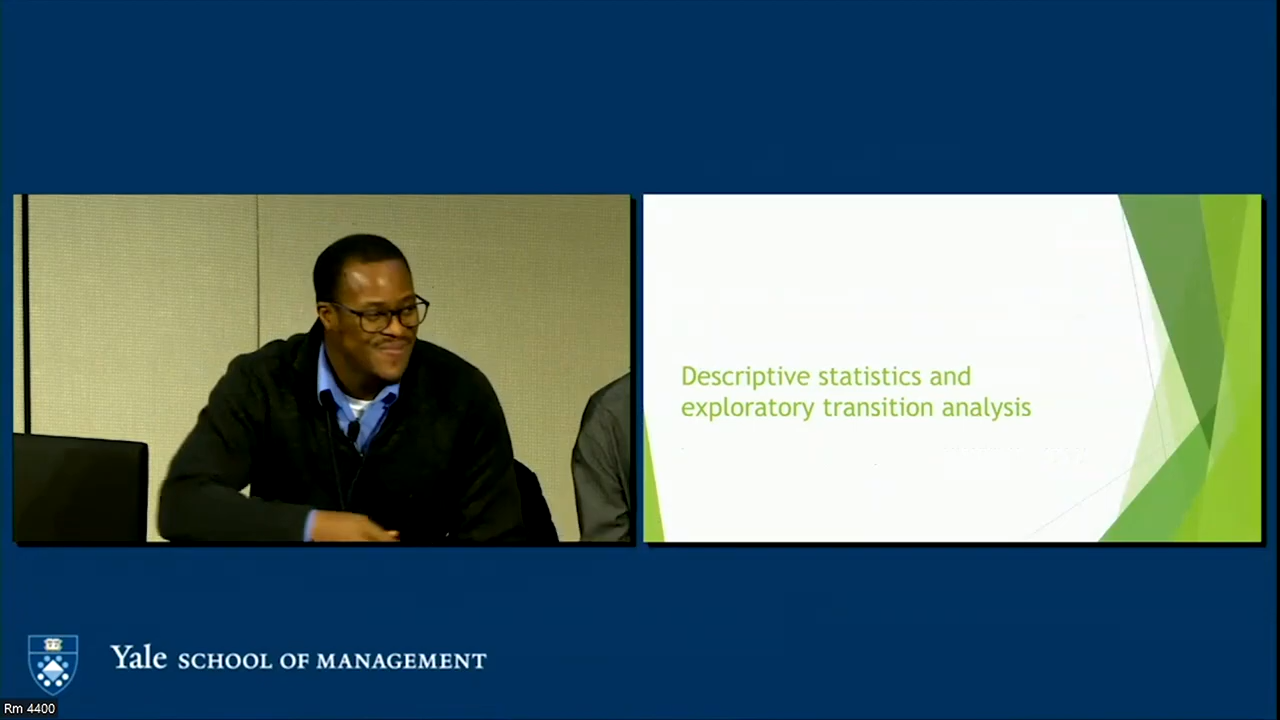 Descriptive statistics and
exploratory transition analysis
Yale SCHOOL OF MANAGEMENT
Rm 4400